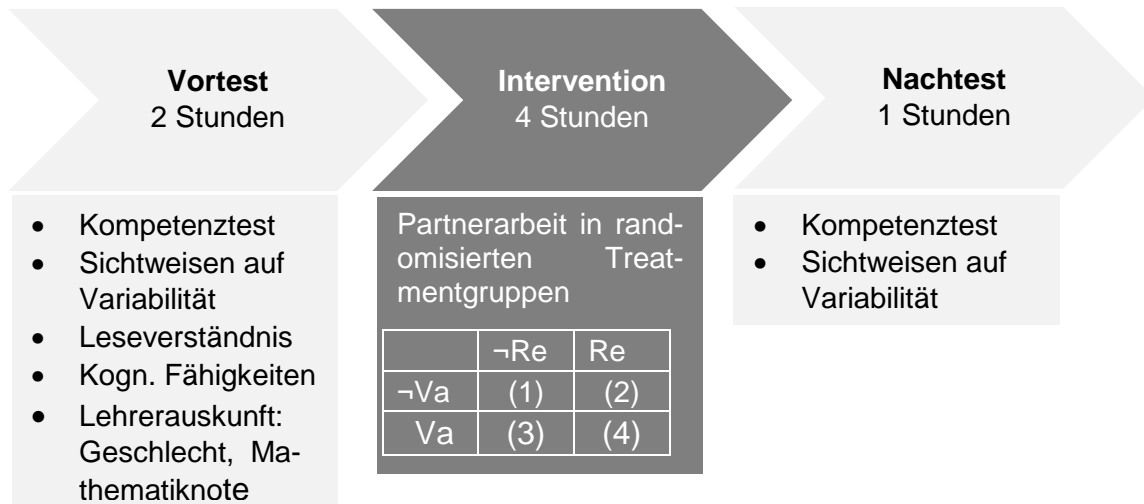 Vortest
2 Stunden
Intervention
4 Stunden
Nachtest
1 Stunden
• Kompetenztest
• Sichtweisen auf
Variabilität
• Leseverständnis
• Kogn. Fähigkeiten
• Lehrerauskunft:
Geschlecht, Ma-
thematiknote
Partnerarbeit in rand-
omisierten Treat-
mentgruppen
¬Re Re
¬Va (1) (2)
Va (3) (4)
• Kompetenztest
• Sichtweisen auf
Variabilität